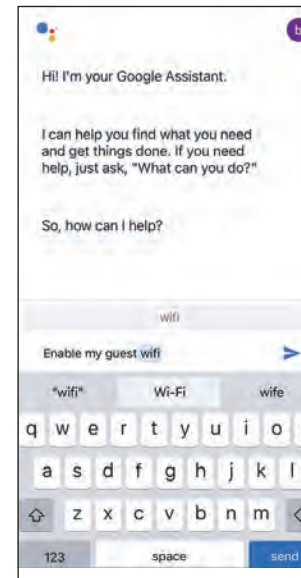 b
Hi! I'm your Google Assistant.
I can help you find what you need
and get things done. If you need
help, just ask, "What can you do?"
So, how can I help?
wifi
Enable my guest wifi
"wifi" Wi-Fi wife
q w e r t y u i o
a s d f g h j k l
z x c v b n m
123 space send